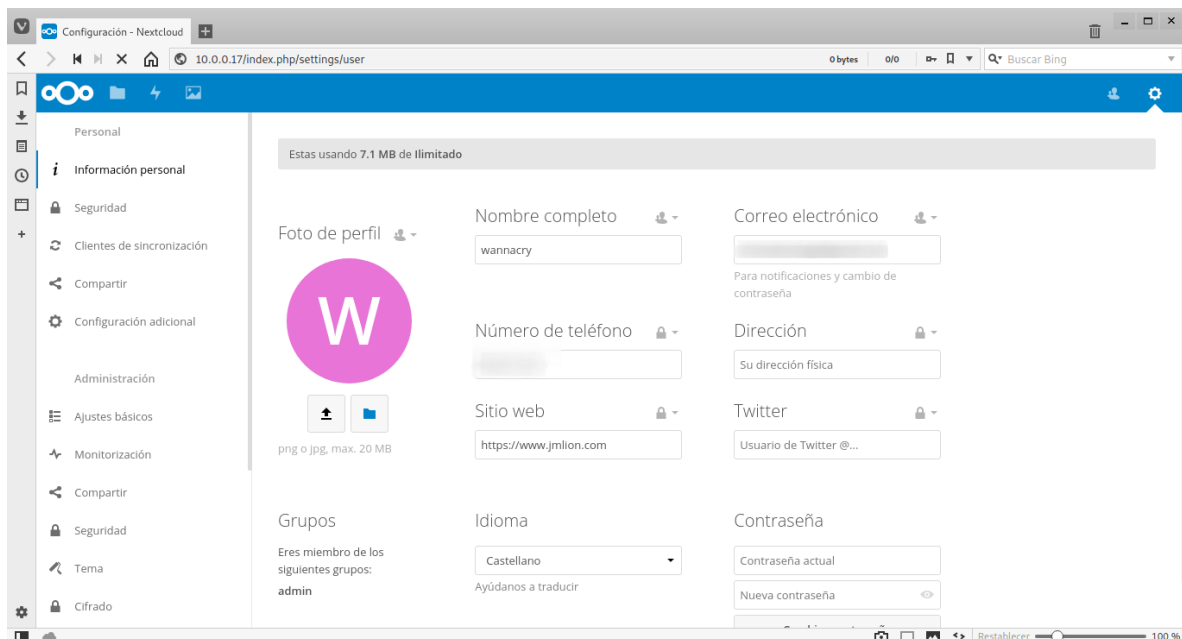 Configuración - Nextcloud
10.0.0.17/index.php/settings/user
0 bytes
0/0
Buscar Bing
Personal
Información personal
Seguridad
Clientes de sincronización
Compartir
Configuración adicional
Administración
Ajustes básicos
Monitorización
Compartir
Seguridad
Tema
Cifrado
Estas usando 7.1 MB de Ilimitado
Foto de perfil
W
png o jpg, max. 20 MB
Nombre completo
wannacry
Correo electrónico
Para notificaciones y cambio de
contraseña
Número de teléfono
Dirección
Su dirección física
Sitio web
https://www.jmlion.com
Twitter
Usuario de Twitter @...
Grupos
Eres miembro de los
siguientes grupos:
admin
Idioma
Castellano
Ayúdanos a traducir
Contraseña
Contraseña actual
Nueva contraseña
Restablecer
100 %